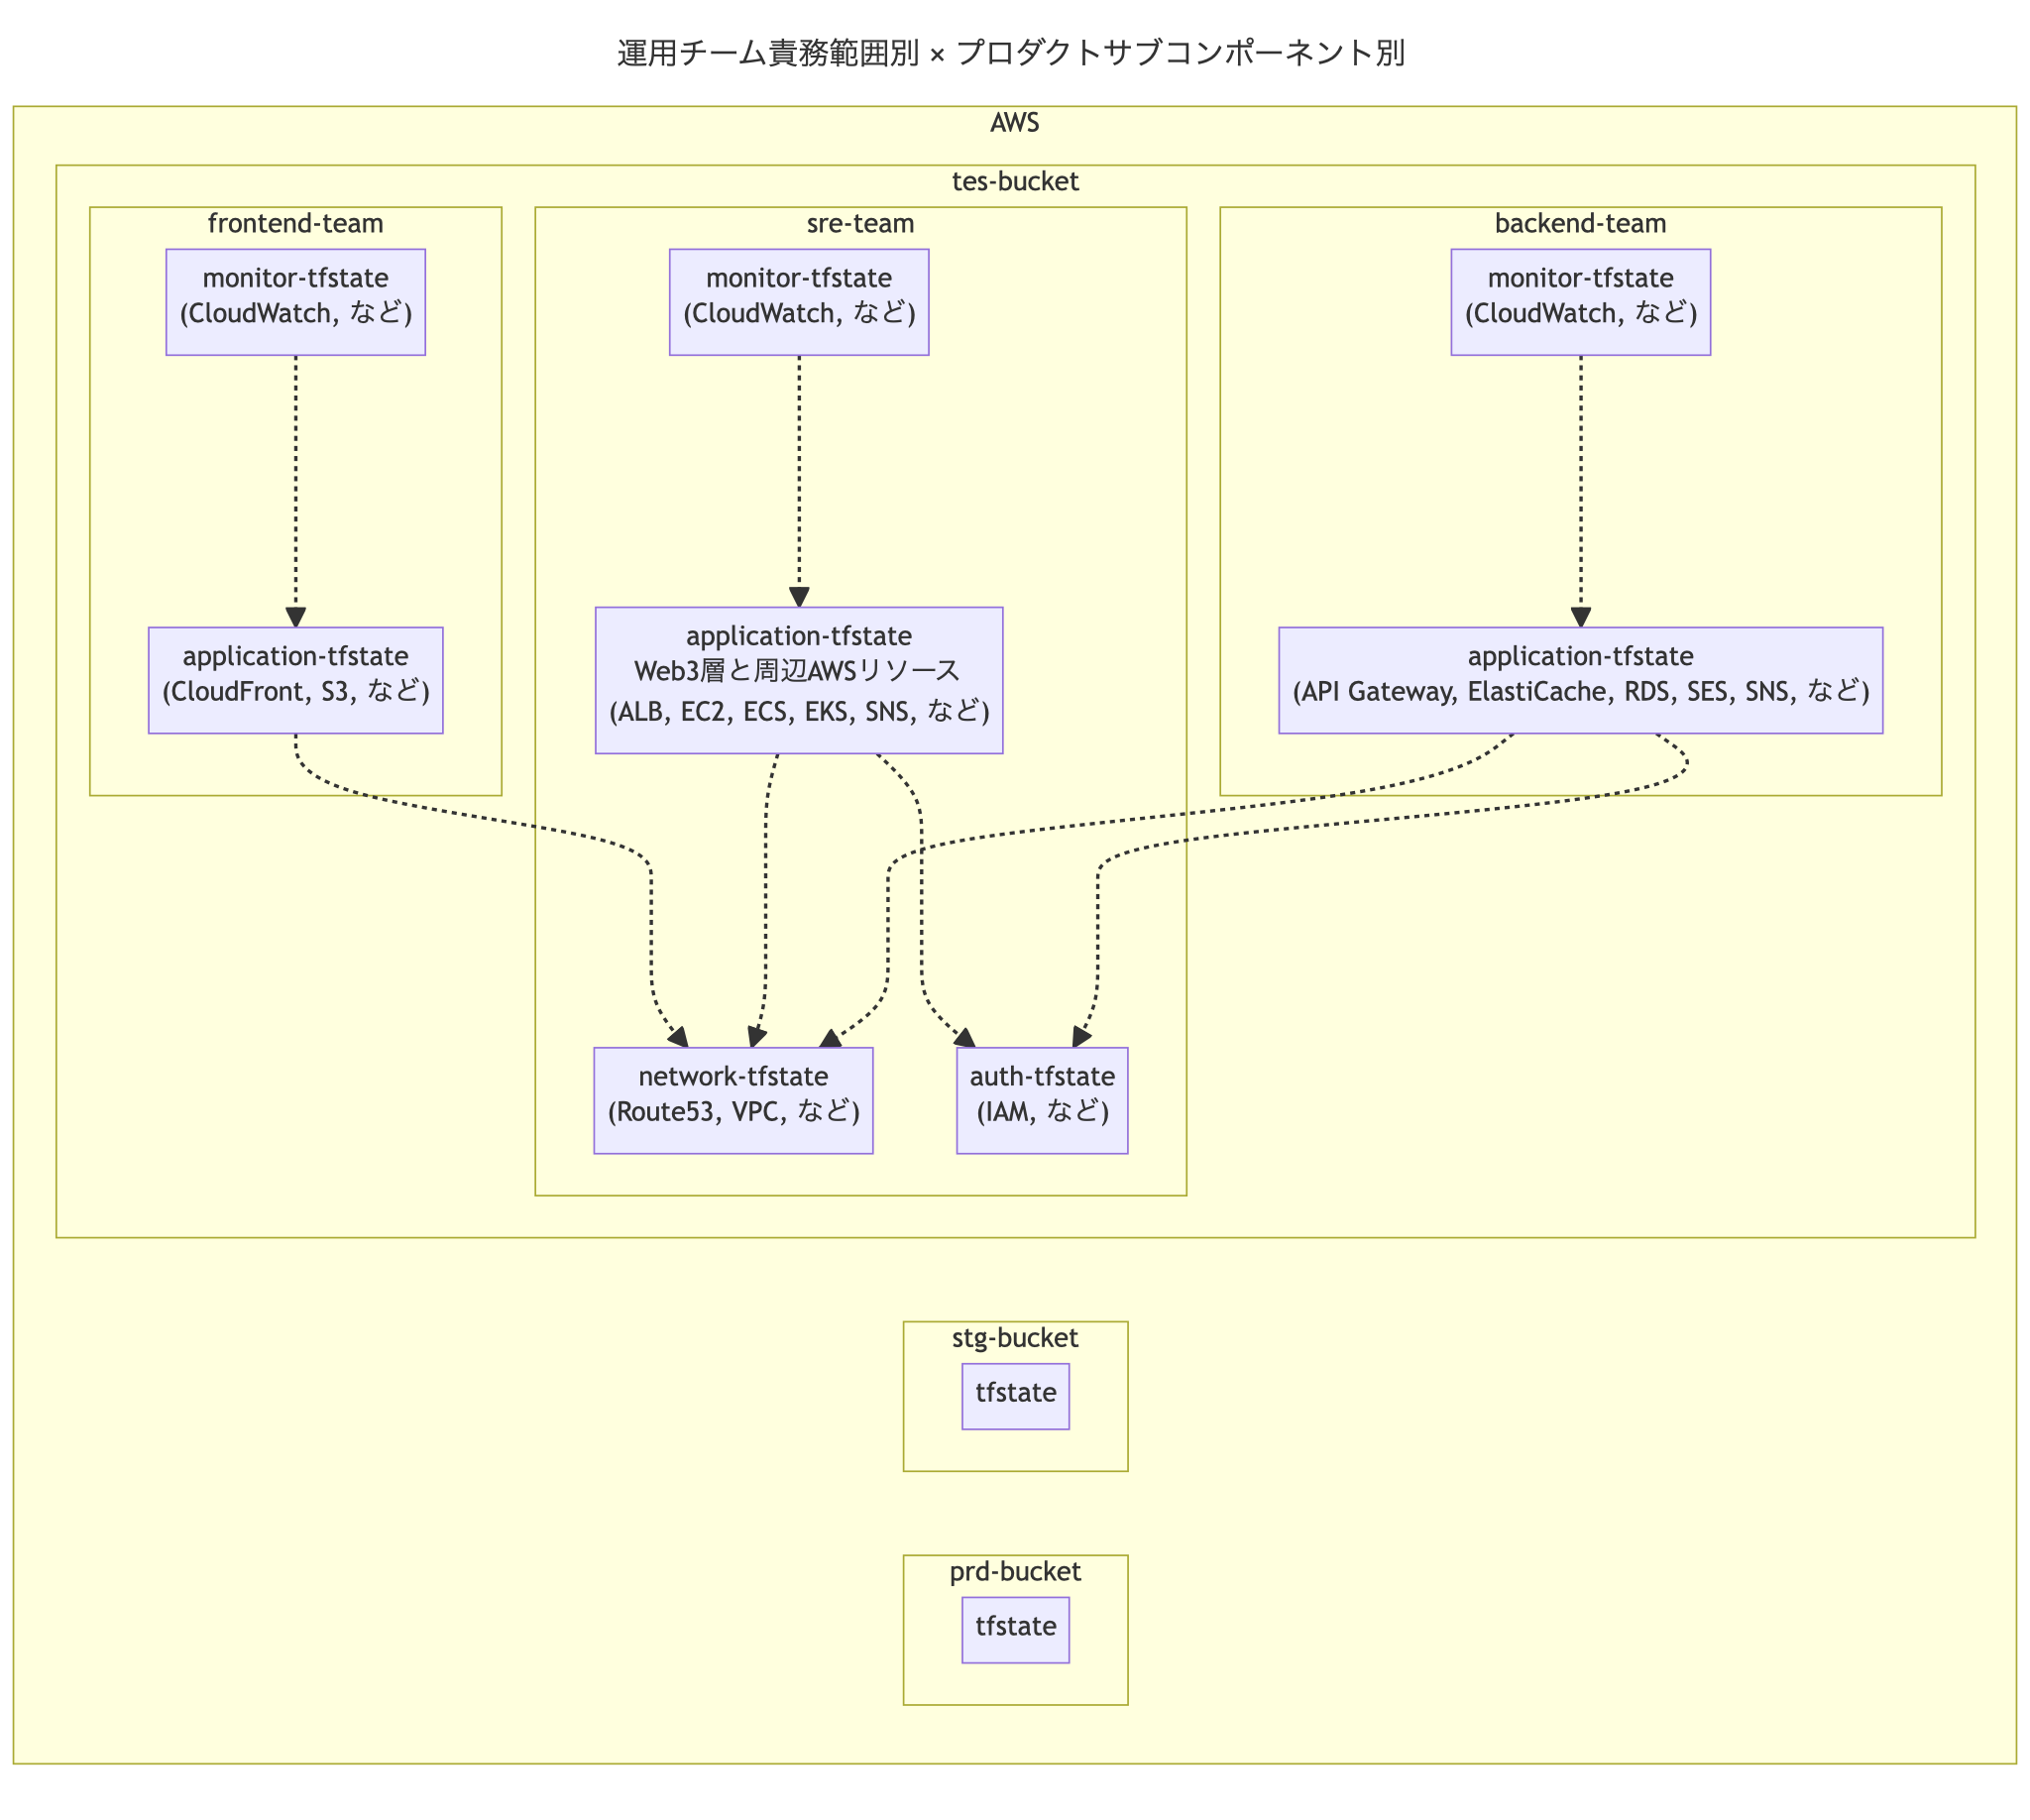 運用チーム責務範囲別 × プロダクトサブコンポーネント別
AWS
tes-bucket
frontend-team
monitor-tfstate
(CloudWatch, など)
application-tfstate
(CloudFront, S3, など)
sre-team
monitor-tfstate
(CloudWatch, など)
application-tfstate
Web3層と周辺AWSリソース
(ALB, EC2, ECS, EKS, SNS, など)
network-tfstate
(Route53, VPC, など)
auth-tfstate
(IAM, など)
backend-team
monitor-tfstate
(CloudWatch, など)
application-tfstate
(API Gateway, ElastiCache, RDS, SES, SNS, など)
stg-bucket
tfstate
prd-bucket
tfstate